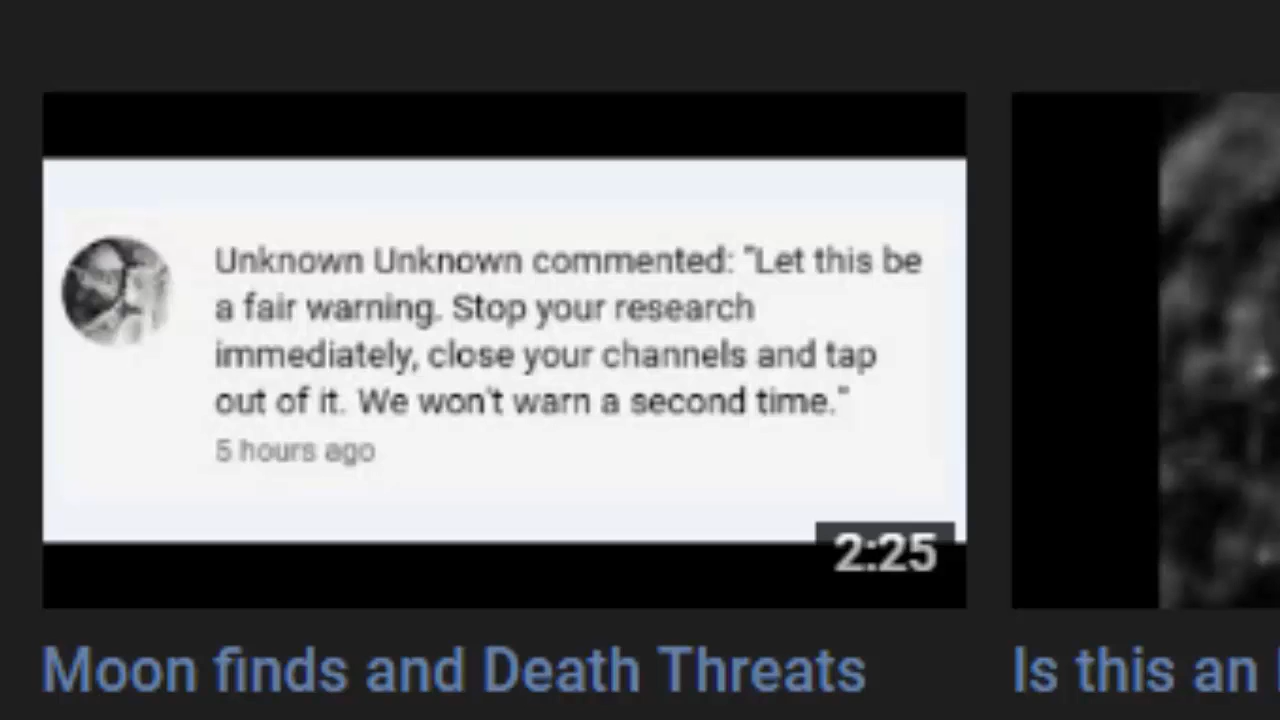 Unknown Unknown commented: "Let this be
a fair warning. Stop your research
immediately, close your channels and tap
out of it. We won't warn a second time."
5 hours ago
2:25
Moon finds and Death Threats
Is this an